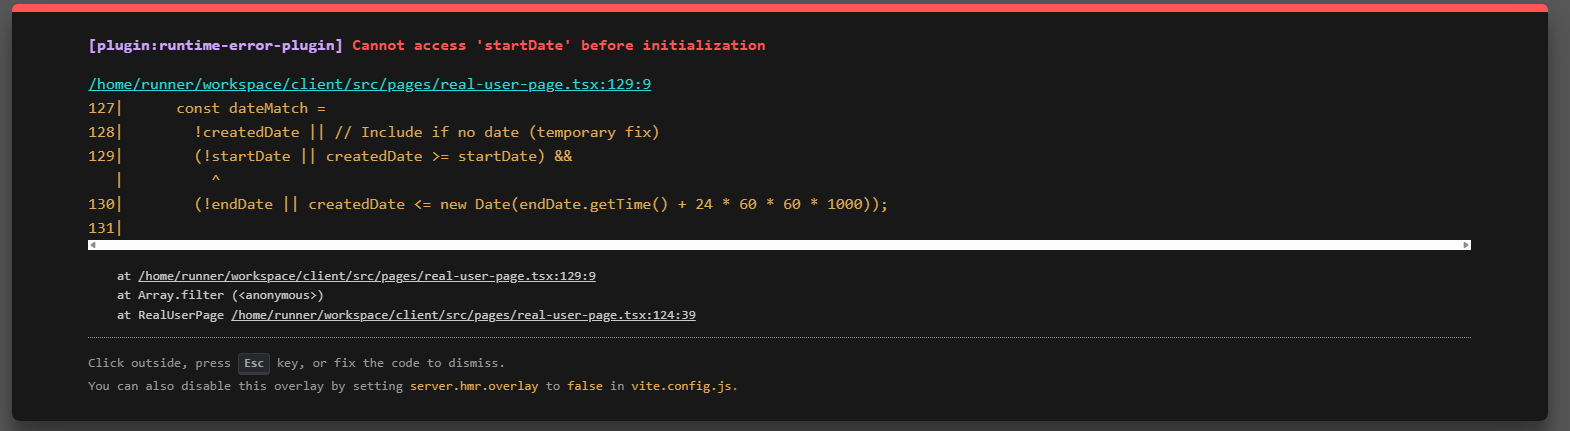 [plugin:runtime-error-plugin] Cannot access 'startDate' before initialization
/home/runner/workspace/client/src/pages/real-user-page.tsx:129:9
127|      const dateMatch =
128|        !createdDate || // Include if no date (temporary fix)
129|        (!startDate || createdDate >= startDate) &&
   |          ^
130|        (!endDate || createdDate <= new Date(endDate.getTime() + 24 * 60 * 60 * 1000));
131|
at /home/runner/workspace/client/src/pages/real-user-page.tsx:129:9
at Array.filter (<anonymous>)
at RealUserPage /home/runner/workspace/client/src/pages/real-user-page.tsx:124:39
Click outside, press Esc key, or fix the code to dismiss.
You can also disable this overlay by setting server.hmr.overlay to false in vite.config.js.